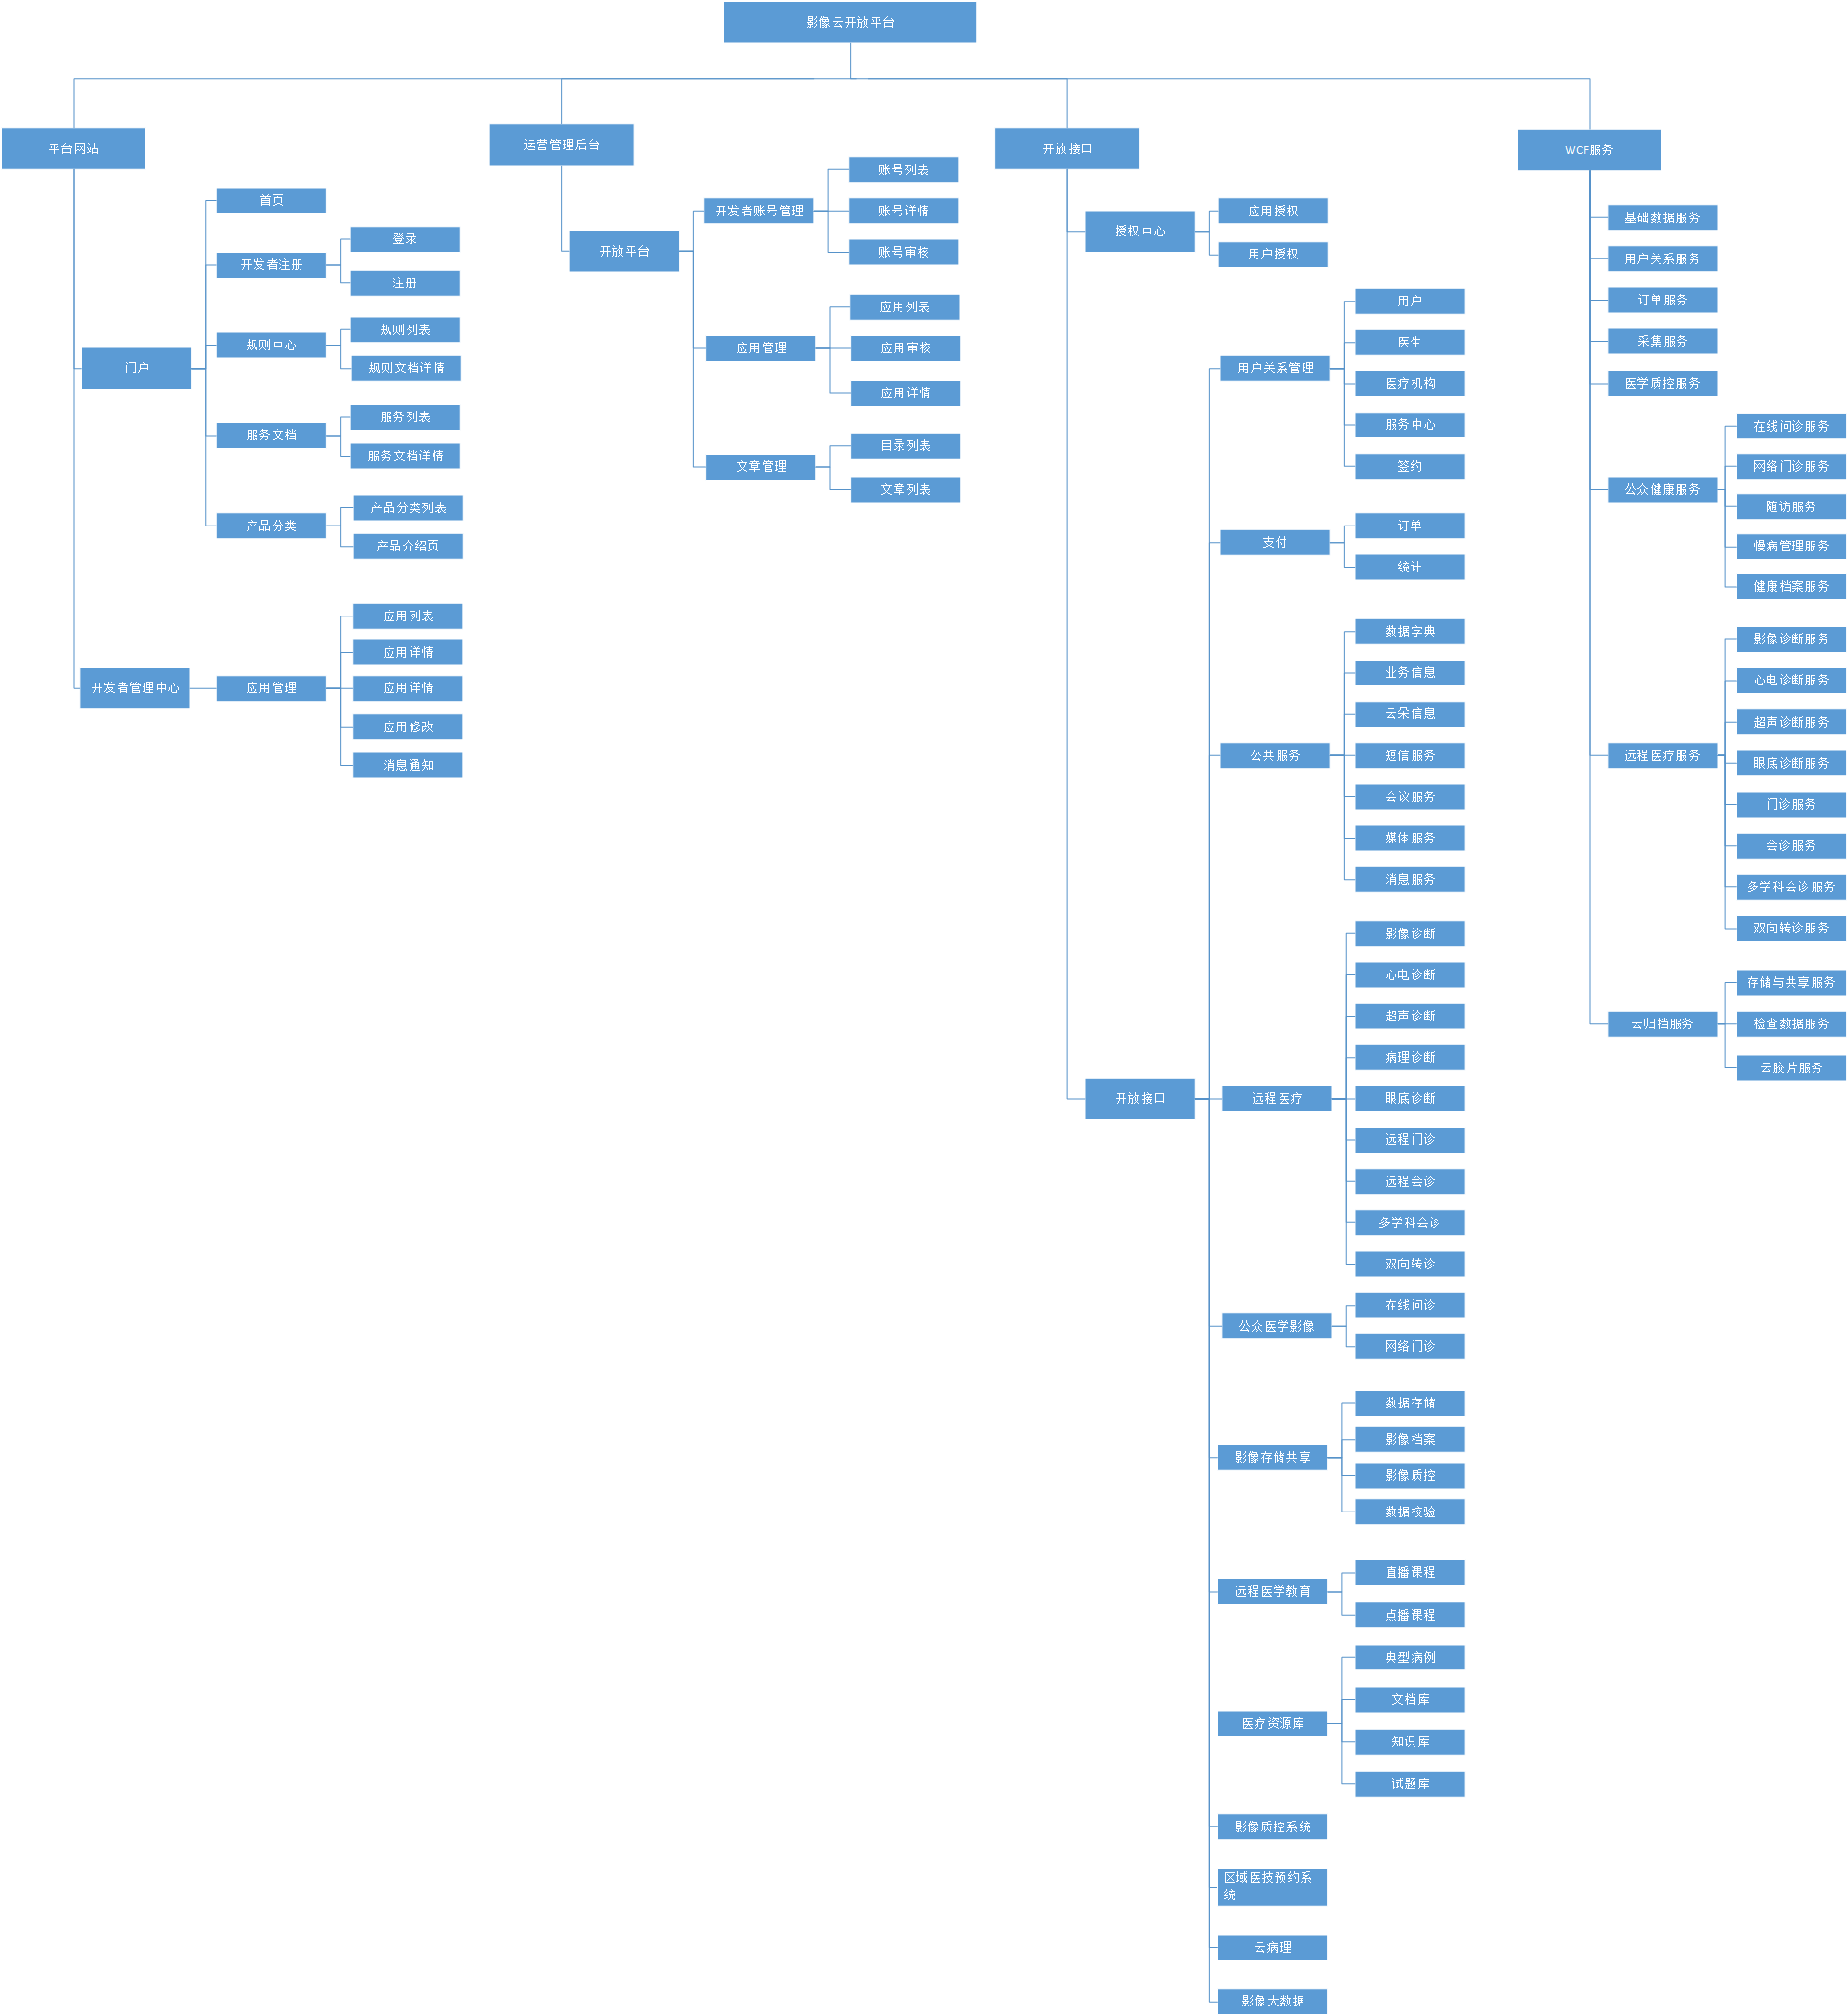 影像云开放平台
平台网站
门户
首页
开发者注册
登录
注册
规则中心
规则列表
规则文档详情
服务文档
服务列表
服务文档详情
产品分类
产品分类列表
产品介绍页
开发者管理中心
应用管理
应用列表
应用详情
应用详情
应用修改
消息通知
运营管理后台
开放平台
开发者账号管理
账号列表
账号详情
账号审核
应用管理
应用列表
应用审核
应用详情
文章管理
目录列表
文章列表
开放接口
授权中心
应用授权
用户授权
开放接口
用户关系管理
用户
医生
医疗机构
服务中心
签约
支付
订单
统计
公共服务
数据字典
业务信息
云朵信息
短信服务
会议服务
媒体服务
消息服务
远程医疗
影像诊断
心电诊断
超声诊断
病理诊断
眼底诊断
远程门诊
远程会诊
多学科会诊
双向转诊
公众医学影像
在线问诊
网络门诊
影像存储共享
数据存储
影像档案
影像质控
数据校验
远程医学教育
直播课程
点播课程
医疗资源库
典型病例
文档库
知识库
试题库
影像质控系统
区域医技预约系
统
云病理
影像大数据
WCF服务
基础数据服务
用户关系服务
订单服务
采集服务
医学质控服务
公众健康服务
在线问诊服务
网络门诊服务
随访服务
慢病管理服务
健康档案服务
远程医疗服务
影像诊断服务
心电诊断服务
超声诊断服务
眼底诊断服务
门诊服务
会诊服务
多学科会诊服务
双向转诊服务
云归档服务
存储与共享服务
检查数据服务
云胶片服务